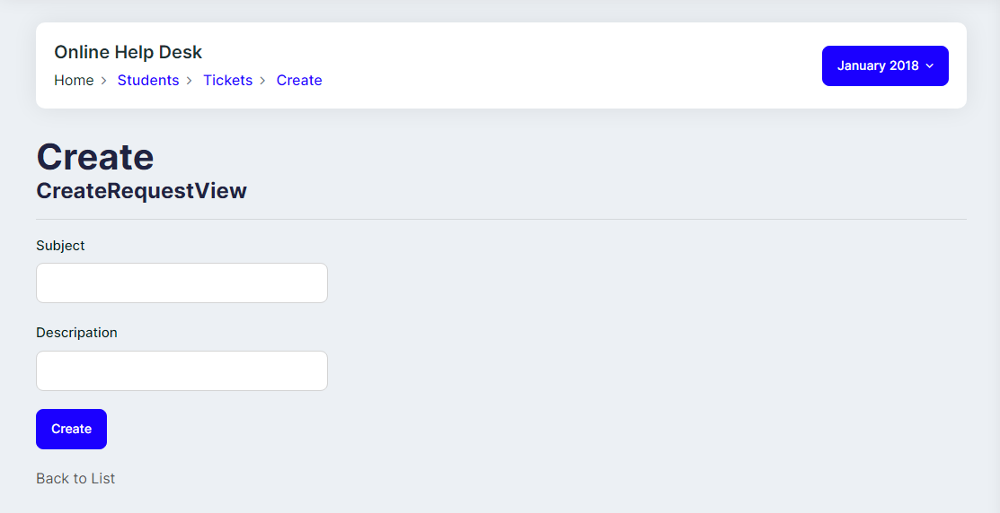 Online Help Desk
Home > Students > Tickets > Create
January 2018
Create
CreateRequestView
Subject
Descripation
Create
Back to List